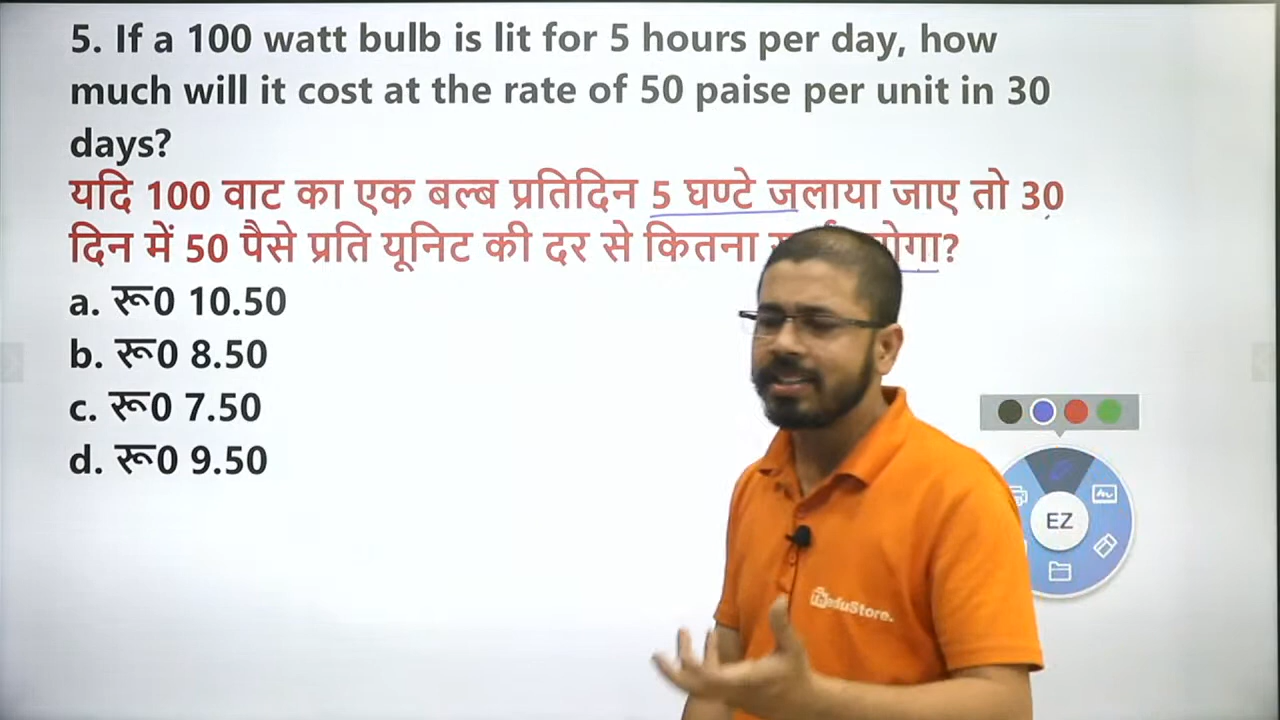 5. If a 100 watt bulb is lit for 5 hours per day, how
much will it cost at the rate of 50 paise per unit in 30
days?
यदि 100 वाट का एक बल्ब प्रतिदिन 5 घण्टे जलाया जाए तो 30
दिन में 50 पैसे प्रति यूनिट की दर से कितना
a. रू0 10.50
b. रू0 8.50
c. रू0 7.50
d. रू0 9.50
EZ
eduStore.